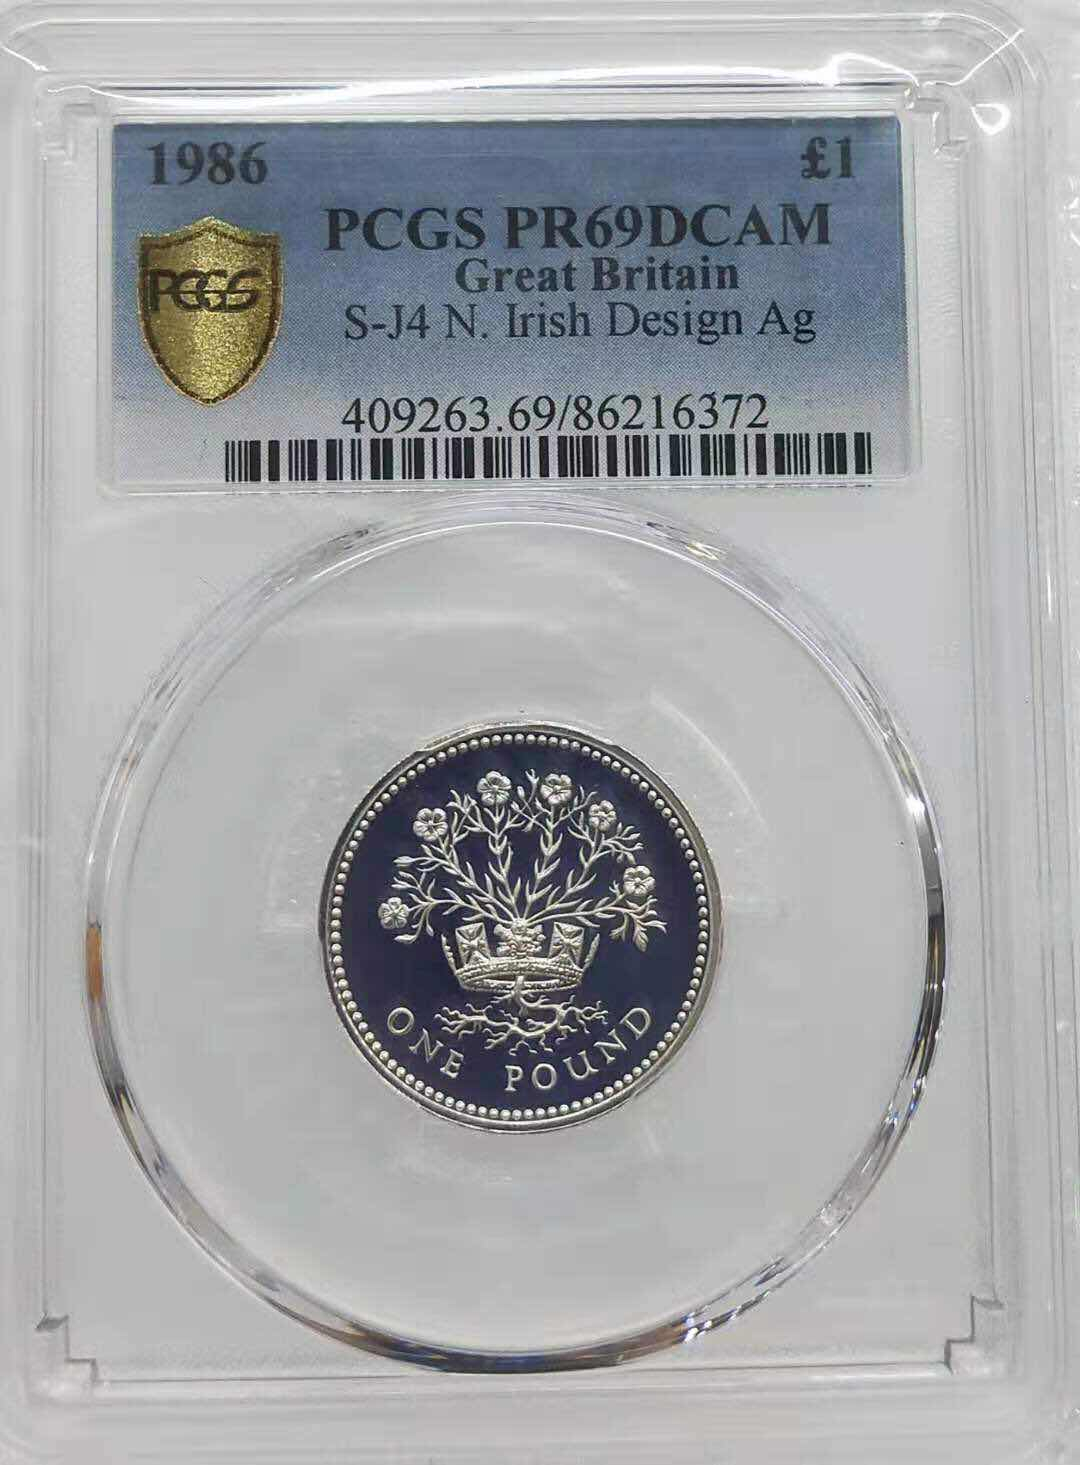 1986 £1
PCGS PR69DCAM
Great Britain
S-J4 N. Irish Design Ag
PCGS
409263.69/86216372
ONE POUND